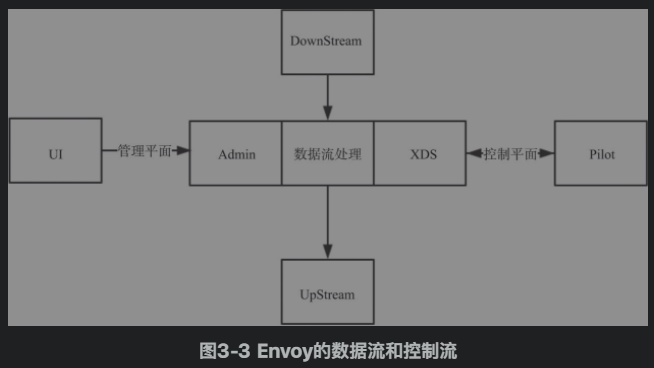 DownStream
UI
管理平面
Admin
数据流处理
XDS
控制平面
Pilot
UpStream
图3-3 Envoy的数据流和控制流